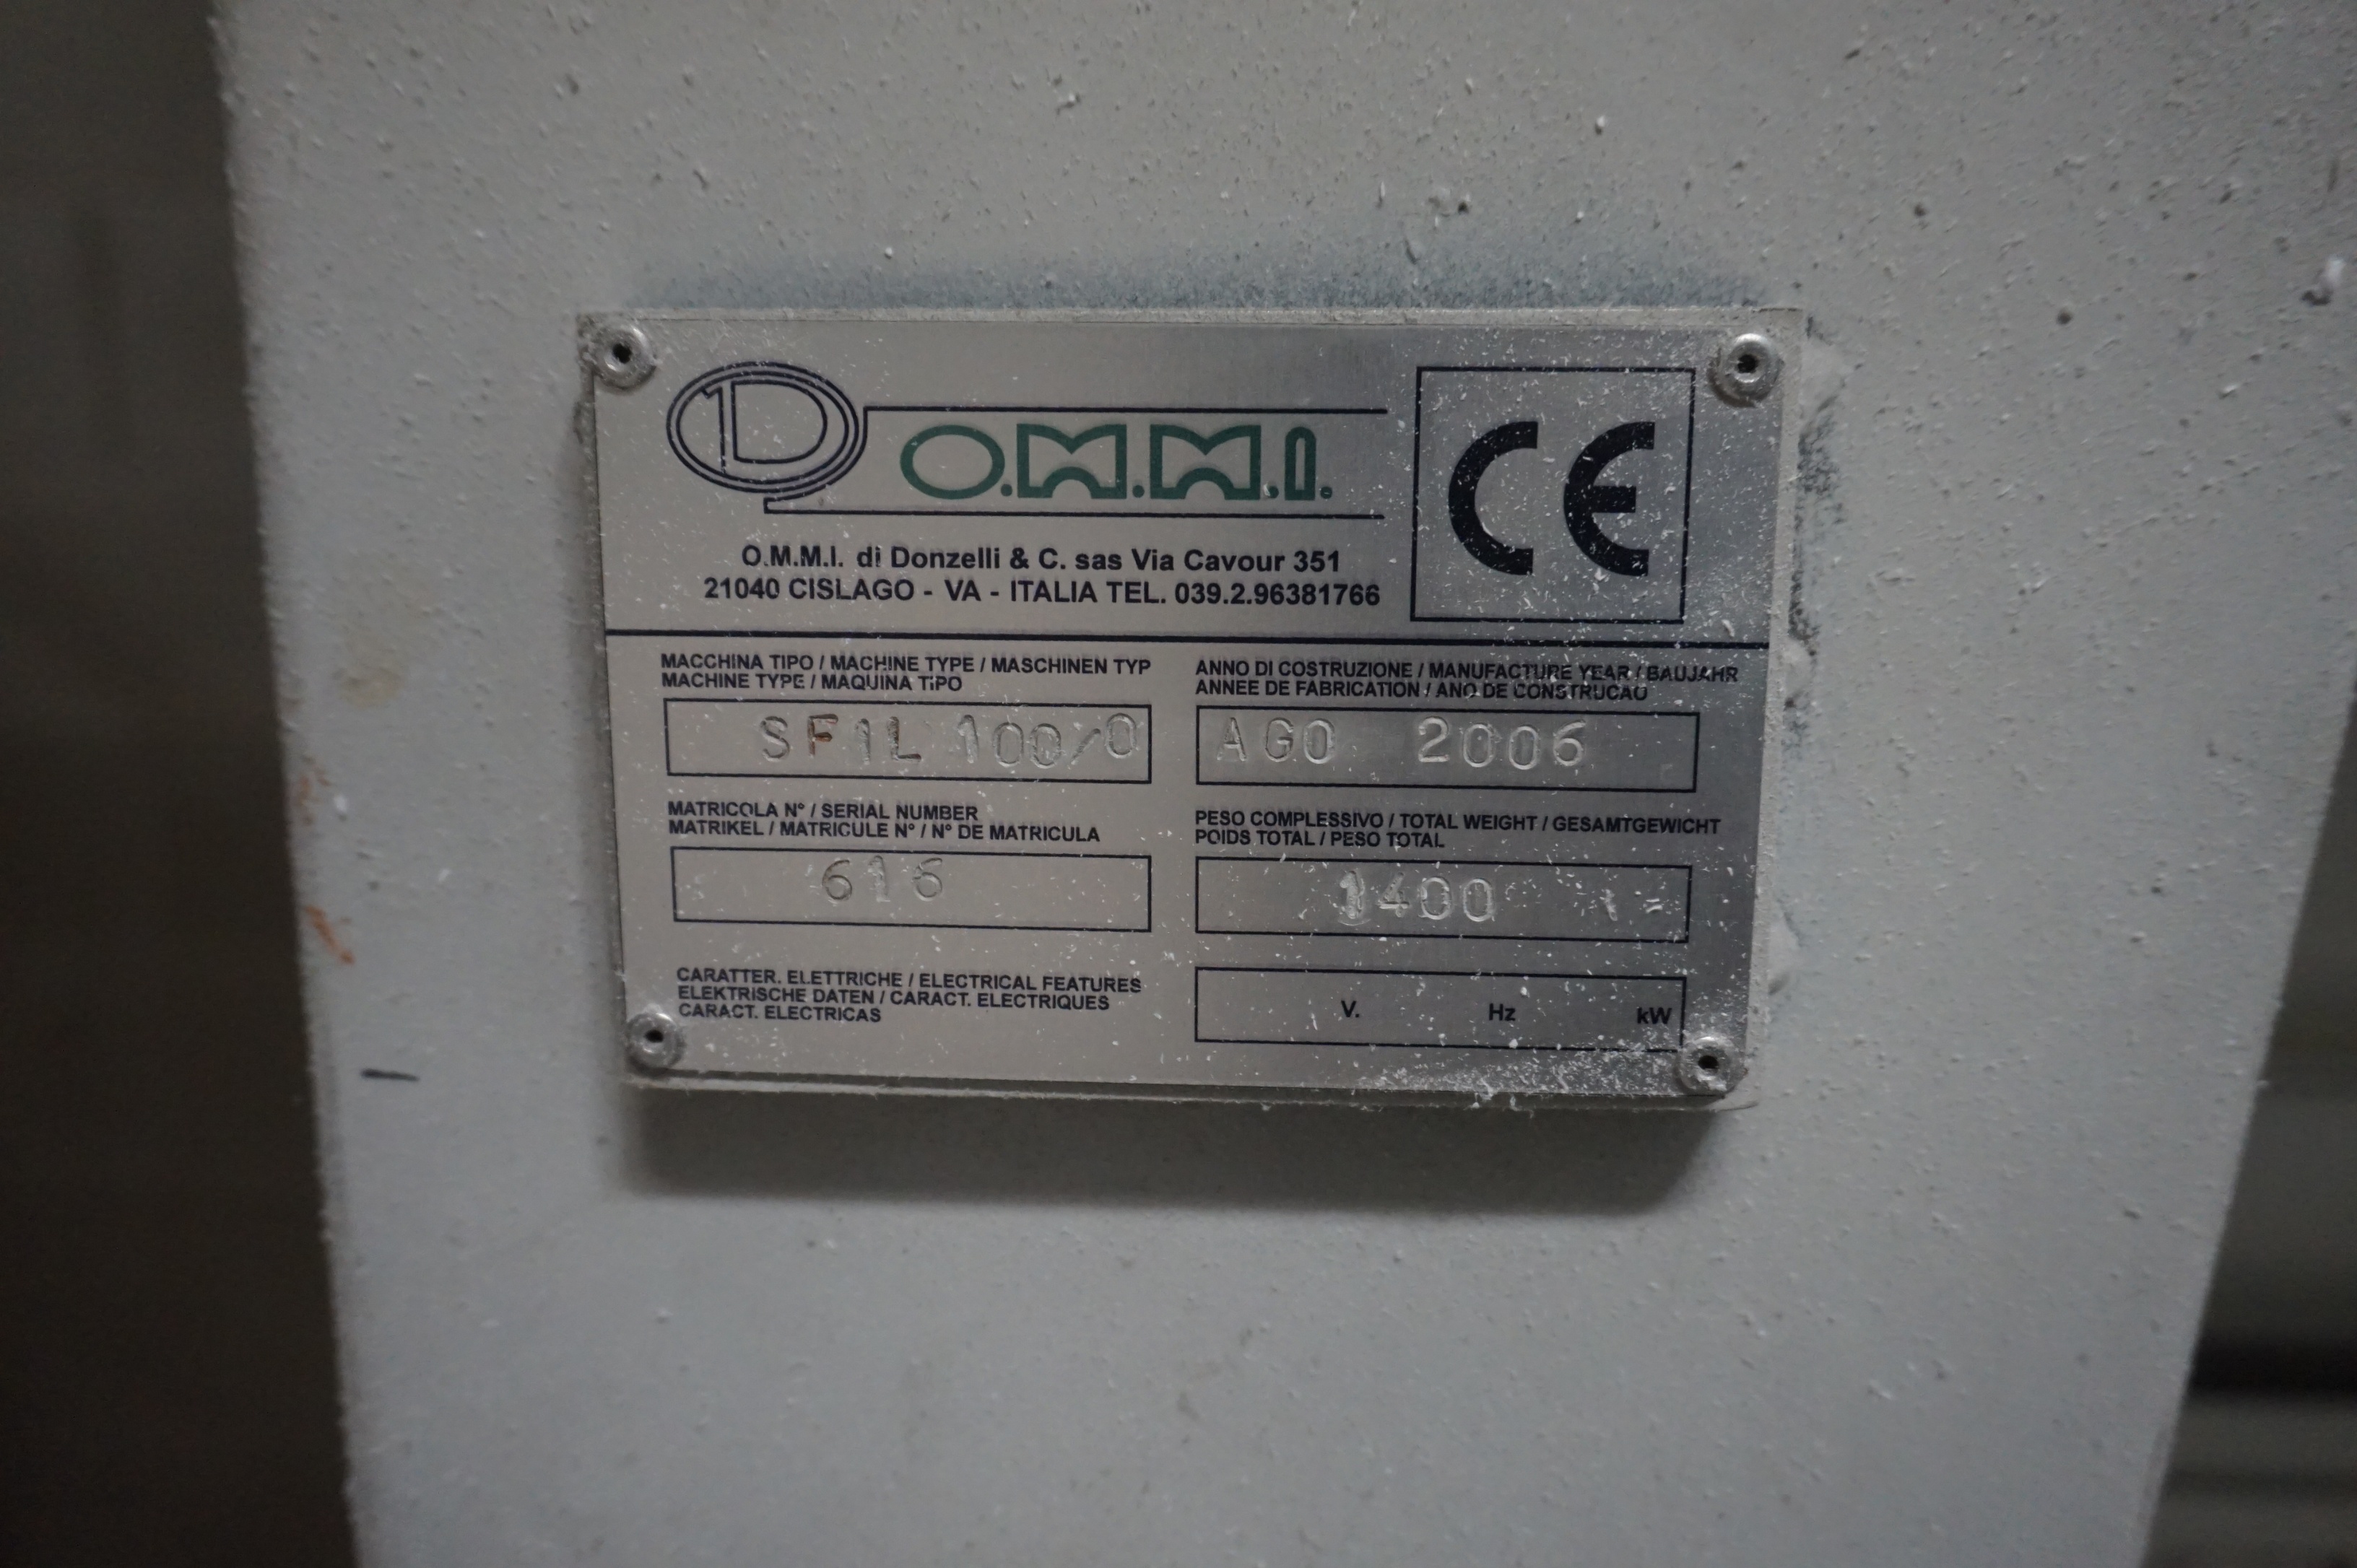 D O.M.M.I.
CE
O.M.M.I. di Donzelli & C. sas Via Cavour 351
21040 CISLAGO - VA - ITALIA TEL. 039.2.96381766
MACCHINA TIPO / MACHINE TYPE / MASCHINEN TYP
MACHINE TYPE / MAQUINA TIPO
SF1L 100/0
ANNO DI COSTRUZIONE / MANUFACTURE YEAR / BAUJAHR
ANNEE DE FABRICATION / ANO DE CONSTRUCAO
AGO 2006
MATRICOLA N° / SERIAL NUMBER
MATRIKEL / MATRICULE N° / N° DE MATRICULA
616
PESO COMPLESSIVO / TOTAL WEIGHT / GESAMTGEWICHT
POIDS TOTAL / PESO TOTAL
1400
CARATTER. ELETTRICHE / ELECTRICAL FEATURES
ELEKTRISCHE DATEN / CARACT. ELECTRIQUES
CARACT. ELECTRICAS
V. Hz kW